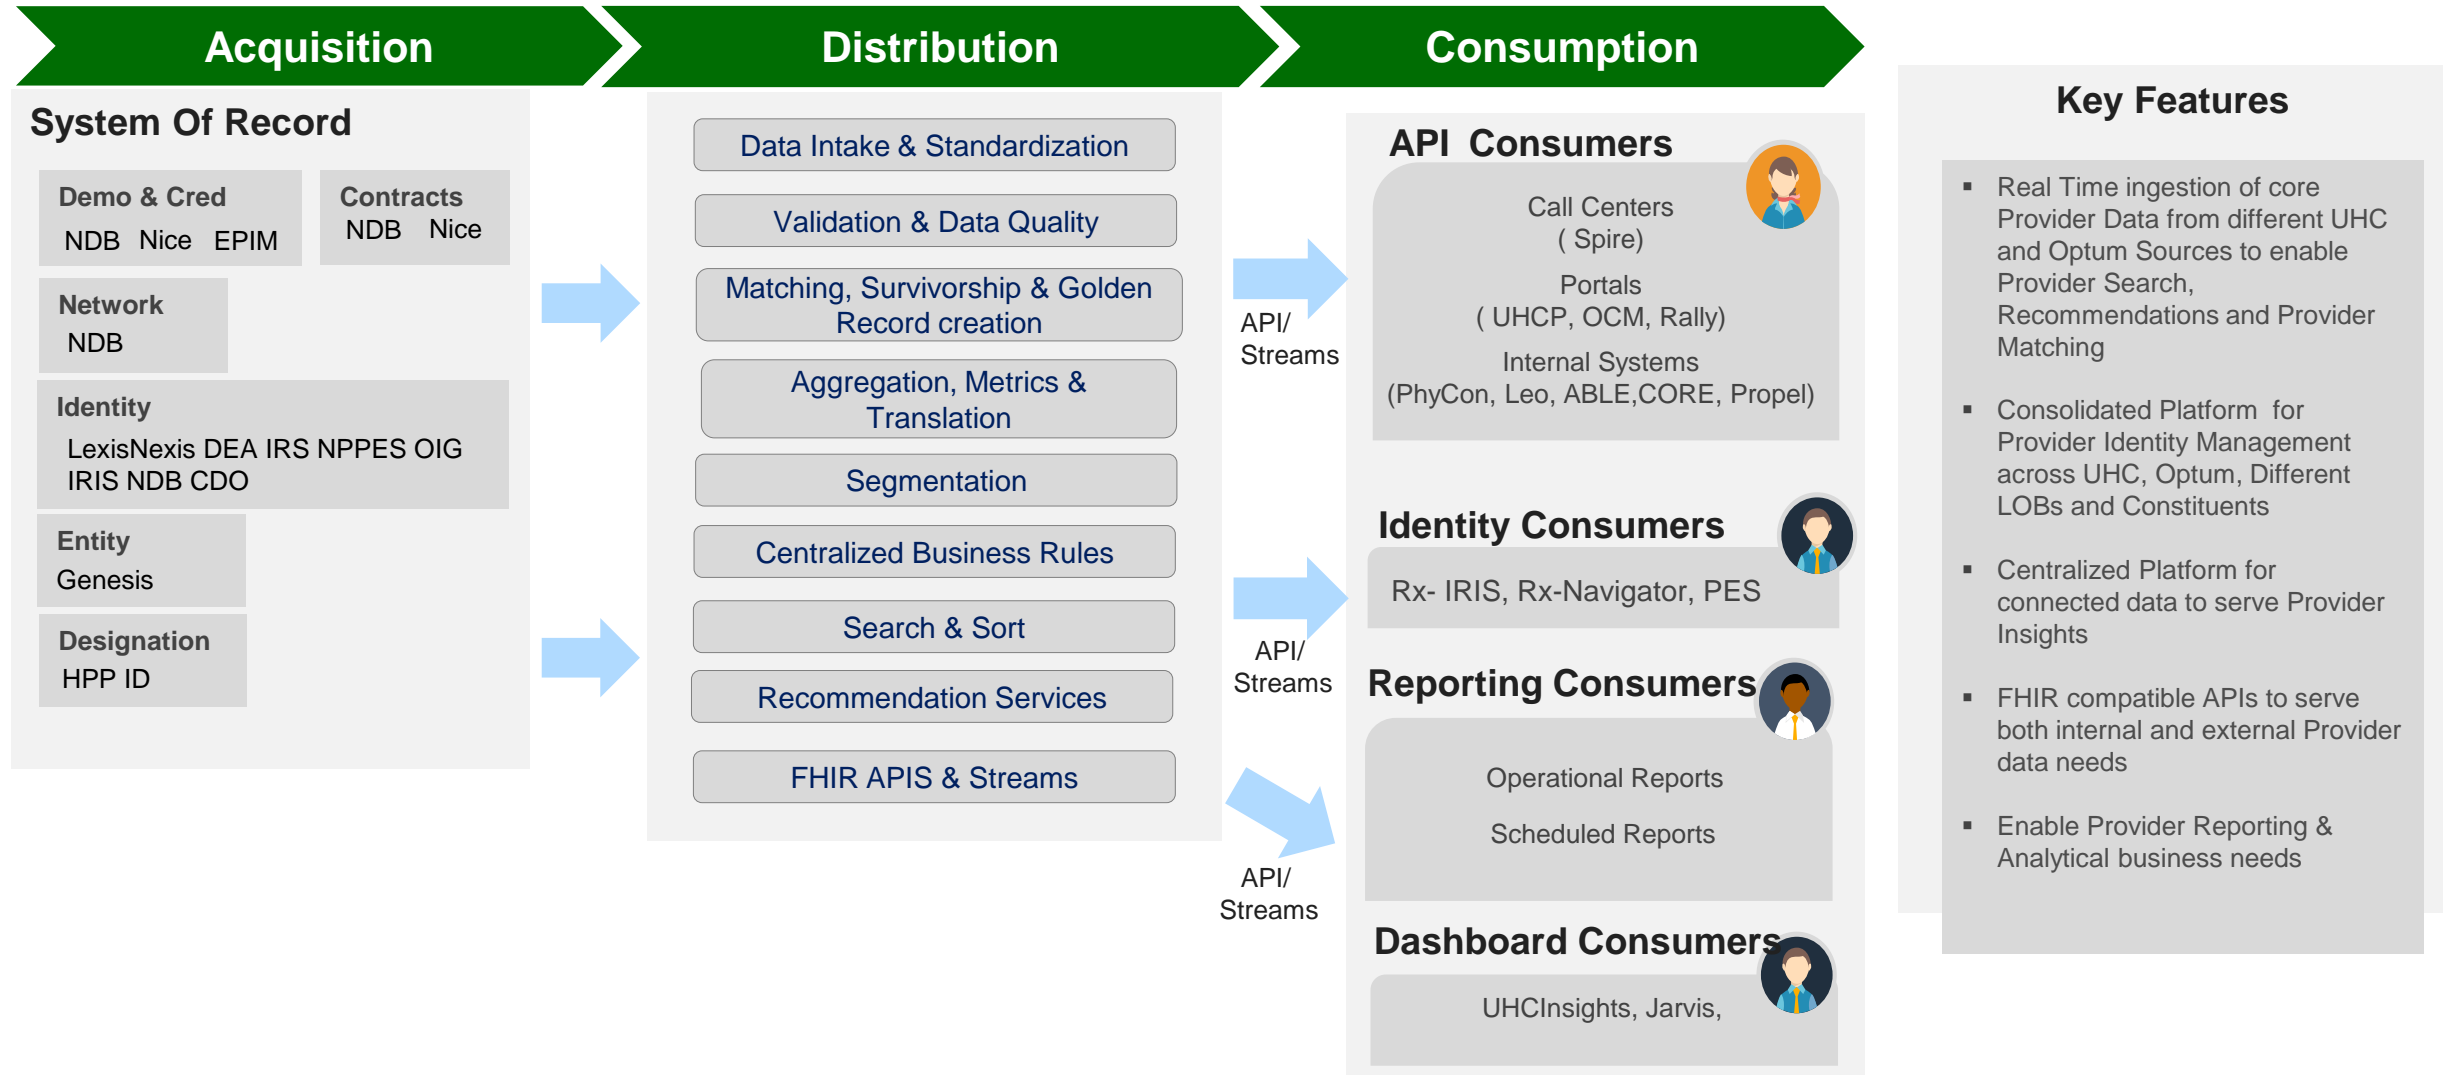 Acquisition
Distribution
Consumption
System Of Record
Demo & Cred
NDB Nice EPIM
Contracts
NDB Nice
Network
NDB
Identity
LexisNexis DEA IRS NPPES OIG
IRIS NDB CDO
Entity
Genesis
Designation
HPP ID
Data Intake & Standardization
Validation & Data Quality
Matching, Survivorship & Golden
Record creation
Aggregation, Metrics &
Translation
Segmentation
Centralized Business Rules
Search & Sort
Recommendation Services
FHIR APIS & Streams
API/
Streams
API/
Streams
API/
Streams
API Consumers
Call Centers
( Spire)
Portals
( UHCP, OCM, Rally)
Internal Systems
(PhyCon, Leo, ABLE,CORE, Propel)
Identity Consumers
Rx- IRIS, Rx-Navigator, PES
Reporting Consumers
Operational Reports
Scheduled Reports
Dashboard Consumers
UHCInsights, Jarvis,
Key Features
▪ Real Time ingestion of core
Provider Data from different UHC
and Optum Sources to enable
Provider Search,
Recommendations and Provider
Matching
▪ Consolidated Platform for
Provider Identity Management
across UHC, Optum, Different
LOBs and Constituents
▪ Centralized Platform for
connected data to serve Provider
Insights
▪ FHIR compatible APIs to serve
both internal and external Provider
data needs
▪ Enable Provider Reporting &
Analytical business needs